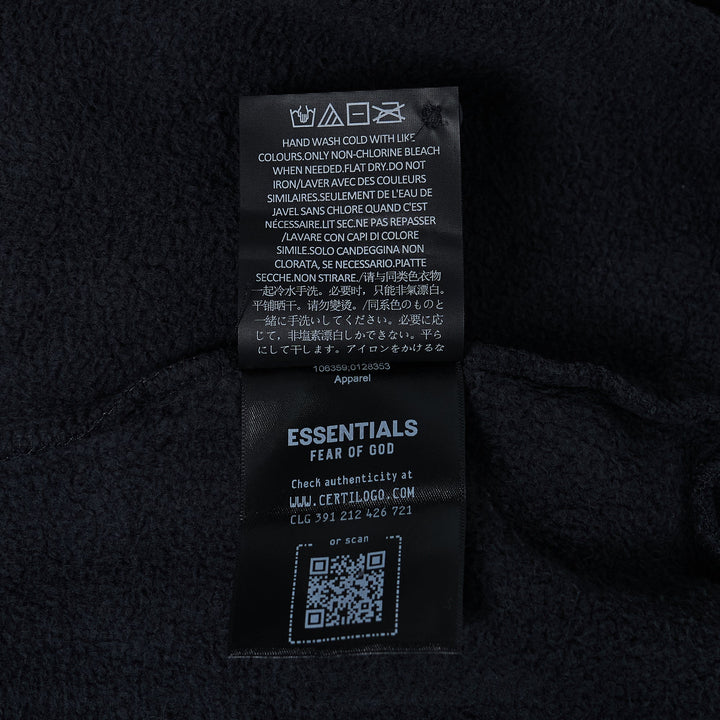 HAND WASH COLD WITH LIKE
COLOURS.ONLY NON-CHLORINE BLEACH
WHEN NEEDED.FLAT DRY.DO NOT
IRON/LAVER AVEC DES COULEURS
SIMILAIRES.SEULEMENT DE L'EAU DE
JAVEL SANS CHLORE QUAND C'EST
NÉCESSAIRE.LIT SEC.NE PAS REPASSER
/LAVARE CON CAPI DI COLORE
SIMILE.SOLO CANDEGGINA NON
CLORATA, SE NECESSARIO.PIATTE
SECCHE.NON STIRARE./请与同类色衣物
一起冷水手洗。必要时，只能非氯漂白。
平铺晒干。请勿变烫。/同系色のものと
一緒に手洗いしてください。必要に応
じて，非塩素漂白しかできない。平ら
にして干します。アイロンをかけるな
106359,0128353
Apparel
ESSENTIALS
FEAR OF GOD
Check authenticity at
WWW.CERTILOGO.COM
CLG 391 212 426 721
or scan